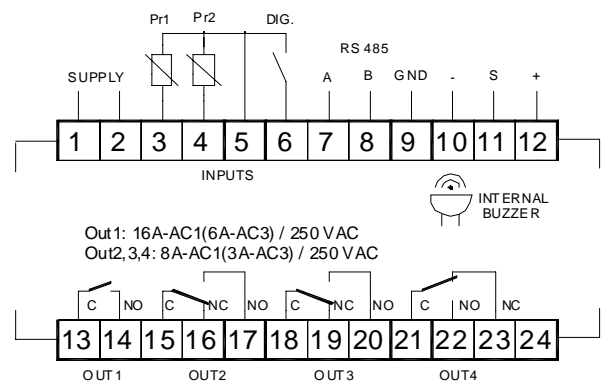 Pr1 Pr2 DIG.
RS 485
SUPPLY A B GND - S +
1 2 3 4 5 6 7 8 9 10 11 12
INPUTS
INTERNAL
BUZZER
Out1: 16A-AC1(6A-AC3) / 250 VAC
Out2,3,4: 8A-AC1(3A-AC3) / 250 VAC
C NO C NC NO C NC NO C NO NC
13 14 15 16 17 18 19 20 21 22 23 24
OUT1 OUT2 OUT3 OUT4